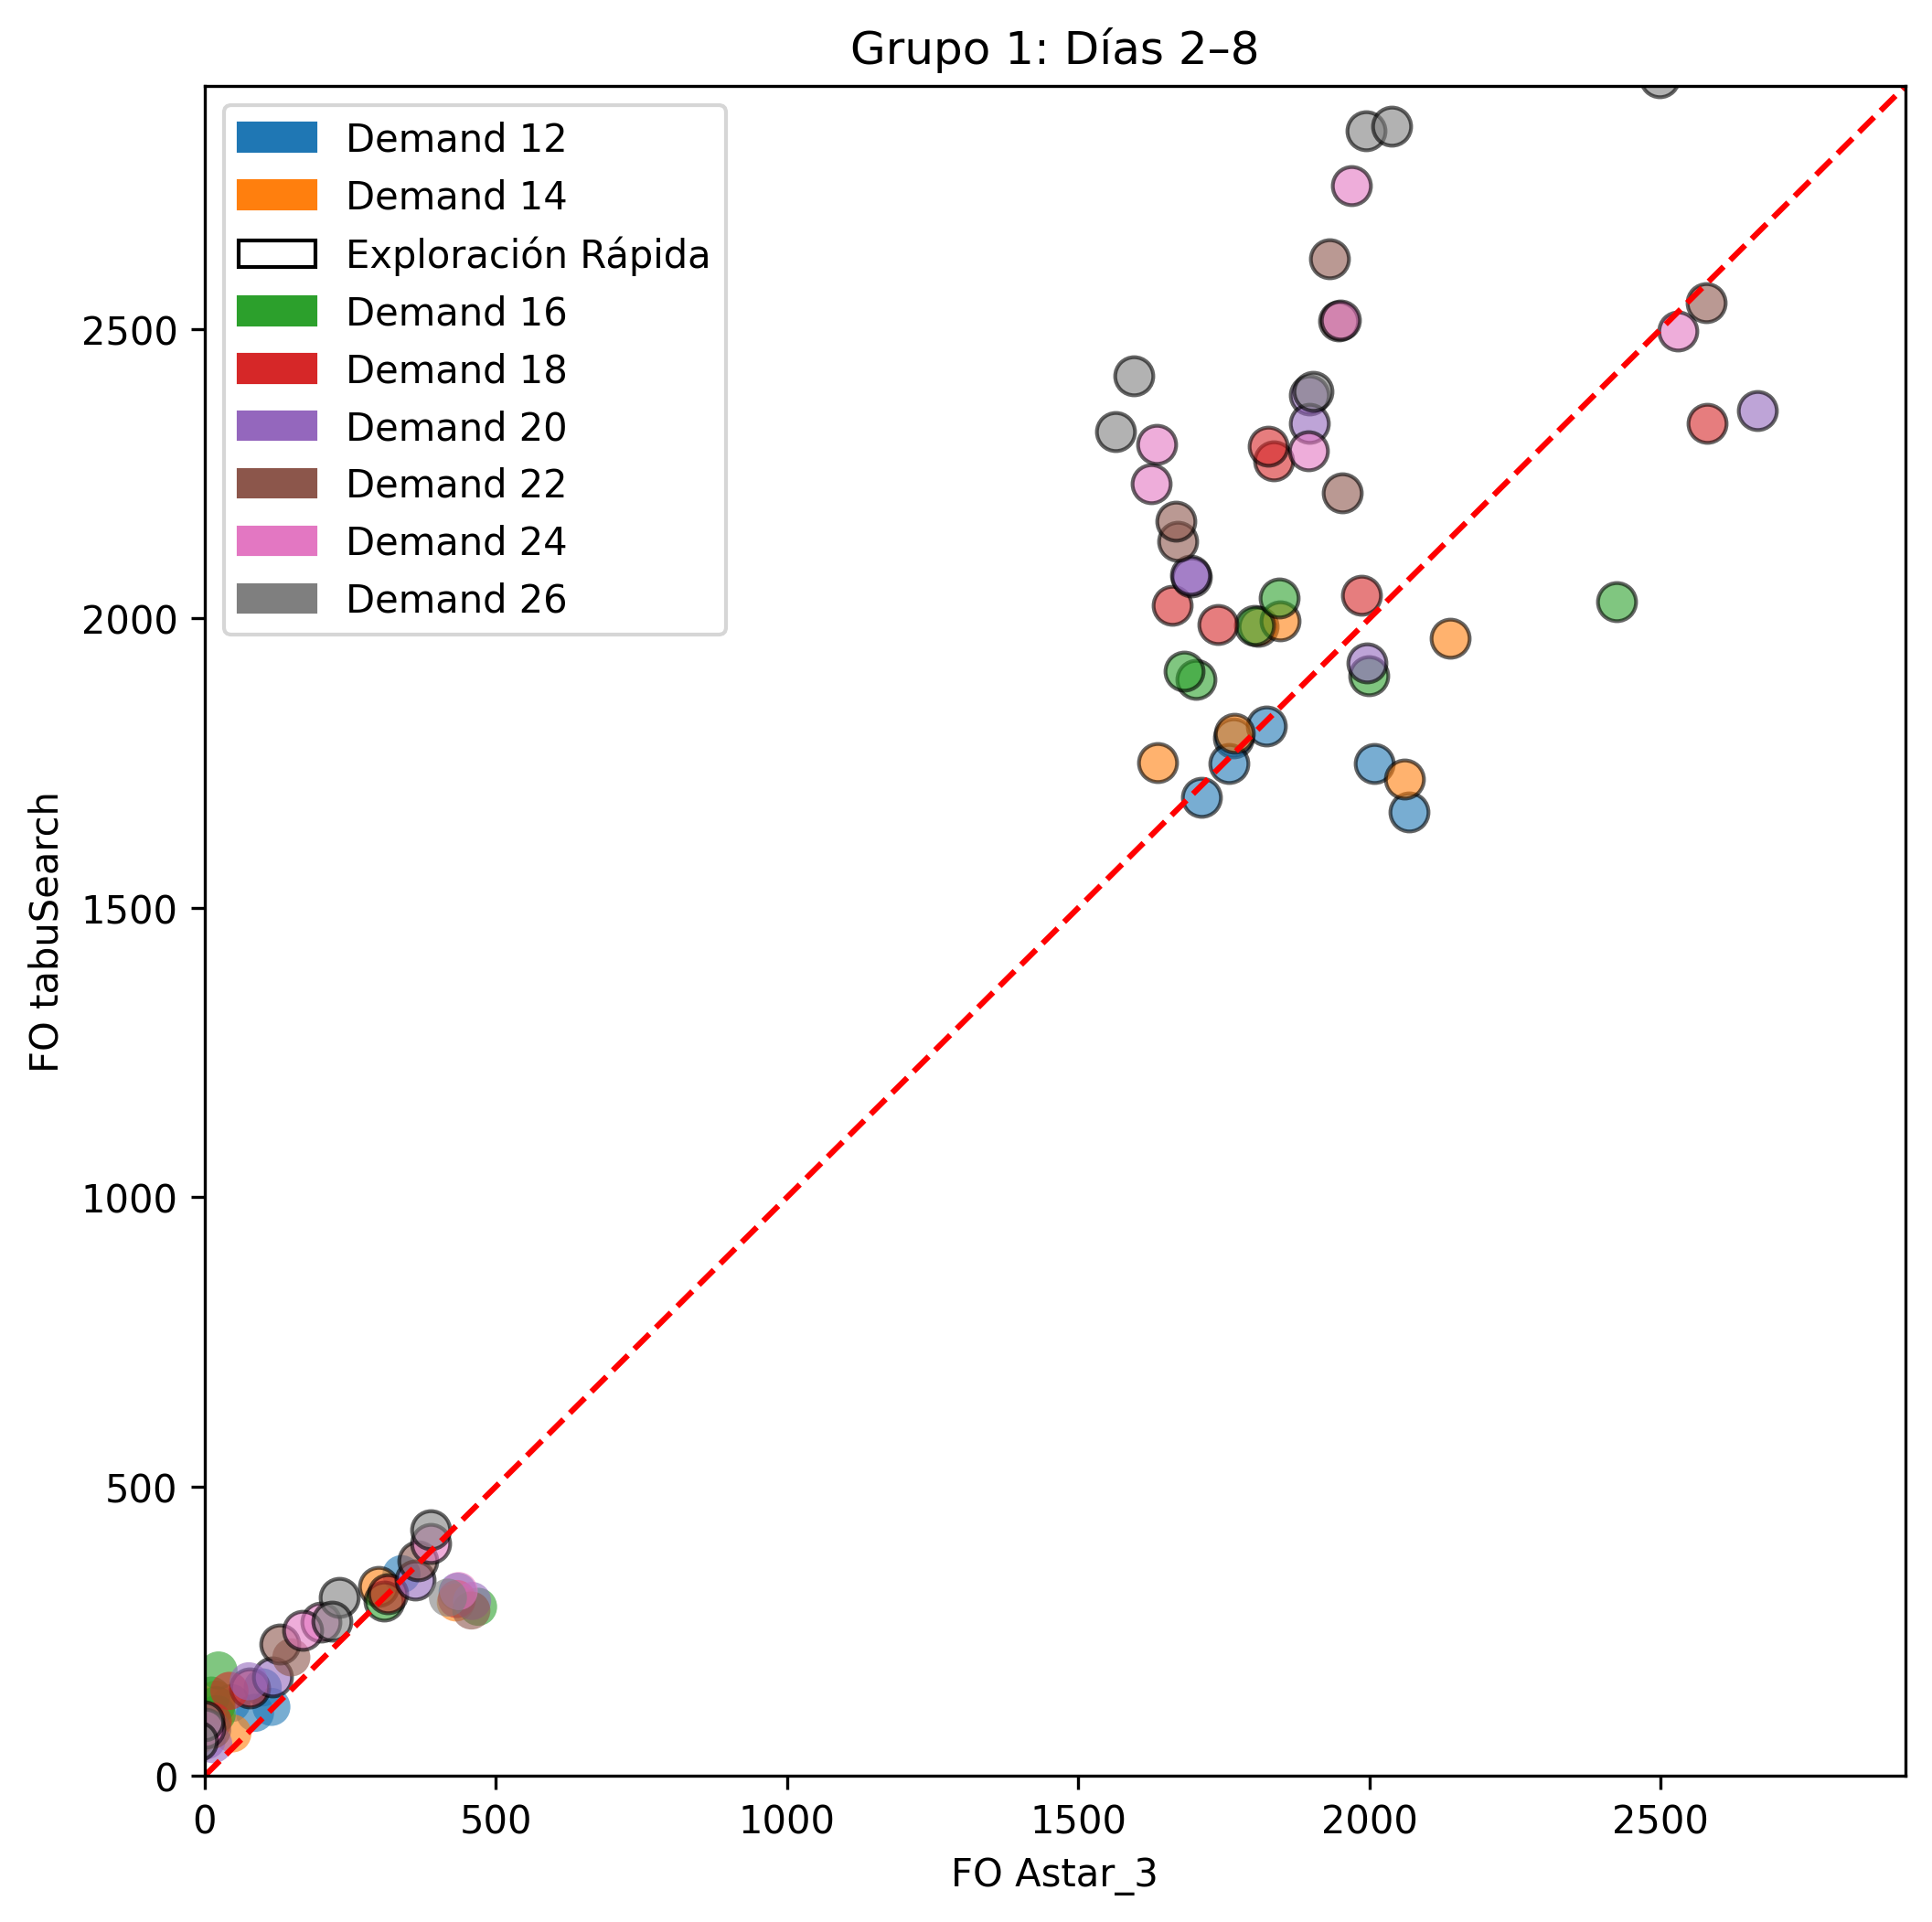 Grupo 1: Días 2–8
Demand 12
Demand 14
Exploración Rápida
Demand 16
Demand 18
Demand 20
Demand 22
Demand 24
Demand 26
2500
2000
1500
1000
500
0
FO tabuSearch
0 500 1000 1500 2000 2500
FO Astar_3